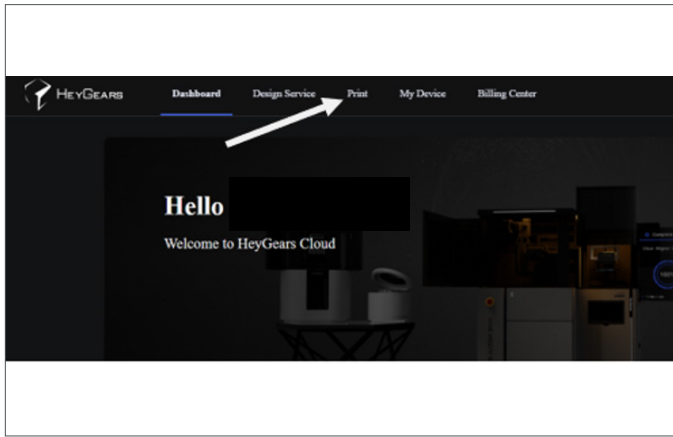 HEYGEARS Dashboard Design Service Print My Device Billing Center
Hello
Welcome to HeyGears Cloud